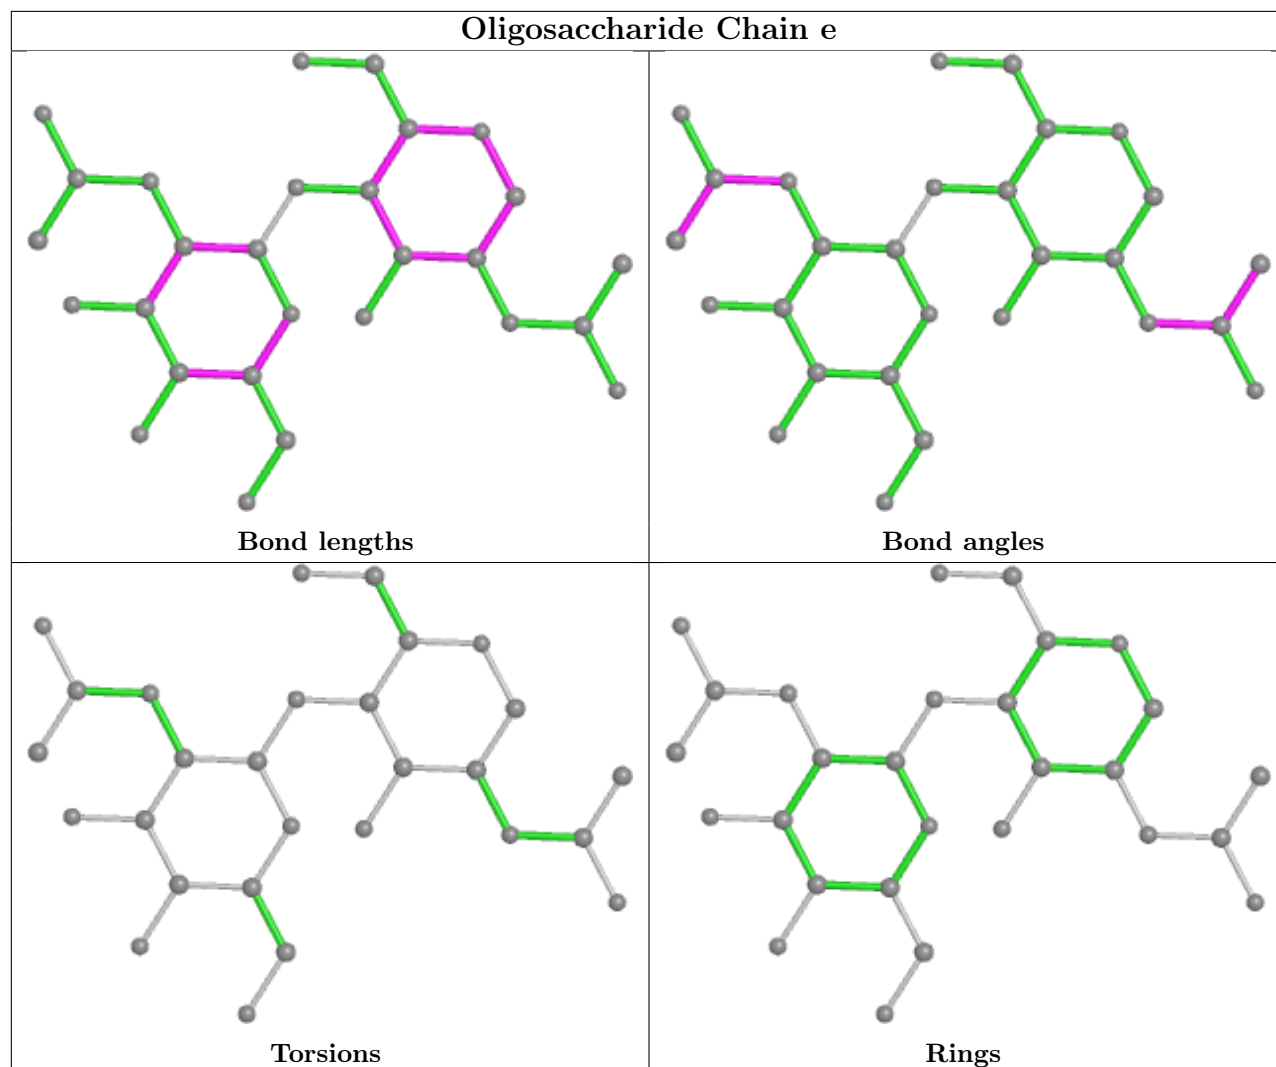 Oligosaccharide Chain e
Bond lengths
Bond angles
Torsions
Rings